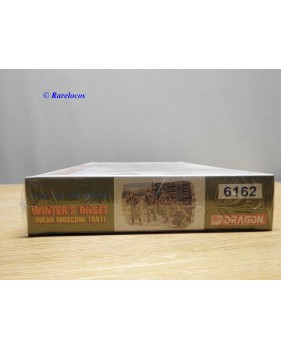 © Rarelocos
WINTER'S ONSET
(NEAR MOSCOW 1941)
6162
DRAGON